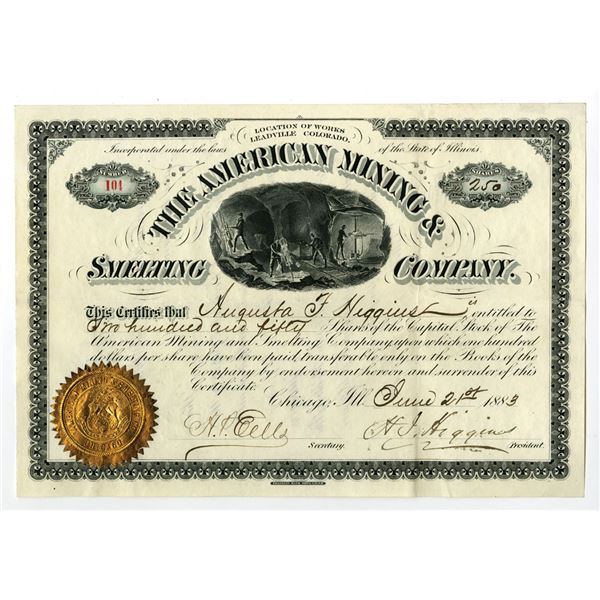 LOCATION OF WORKS
LEADVILLE COLORADO.
Incorporated under the laws of the State of Illinois.
NUMBER
104
SHARES
250
THE AMERICAN MINING &
SMELTING COMPANY.
This Certifies that Augusta F. Higgins is entitled to
Two hundred and fifty Shares of the Capital Stock of The
American Mining and Smelting Company upon which one hundred
dollars per share have been paid transferable only on the Books of the
Company by endorsement hereon and surrender of this
Certificate.
Chicago, Ill. June 21st 1883
Secretary.
H. J. Higgins
President.
CHICAGO